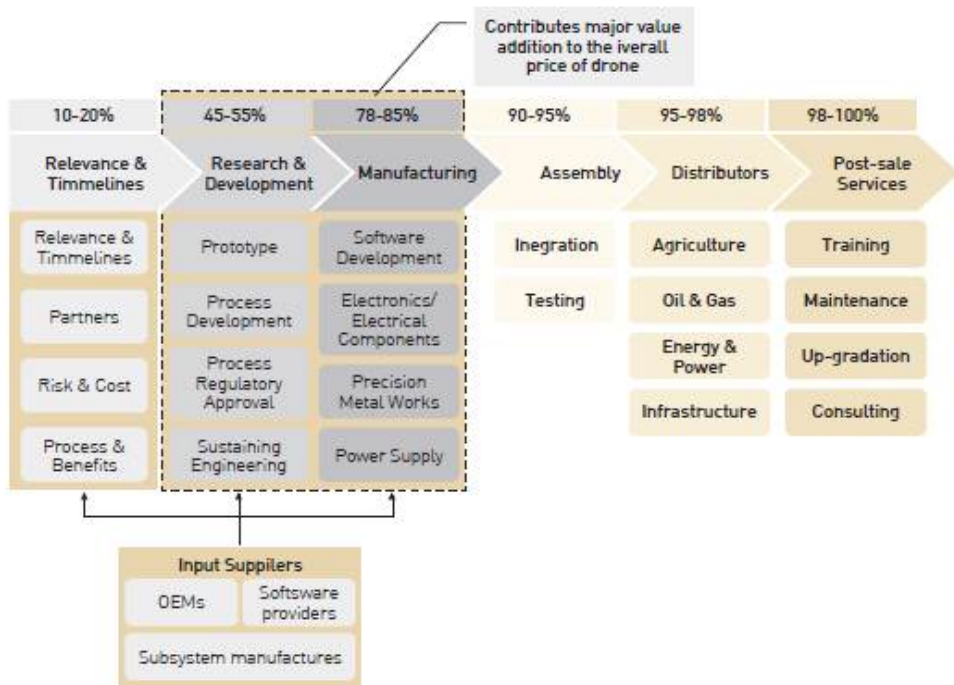 Contributes major value
addition to the iverall
price of drone
10-20%
45-55%
78-85%
90-95%
95-98%
98-100%
Relevance &
Timmelines
Research &
Development
Manufacturing
Assembly
Distributors
Post-sale
Services
Relevance &
Timmelines
Partners
Risk & Cost
Process &
Benefits
Prototype
Process
Development
Process
Regulatory
Approval
Sustaining
Engineering
Software
Development
Electronics/
Electrical
Components
Precision
Metal Works
Power Supply
Inegration
Testing
Agriculture
Oil & Gas
Energy &
Power
Infrastructure
Training
Maintenance
Up-gradation
Consulting
Input Suppilers
OEMs
Softsware
providers
Subsystem manufactures